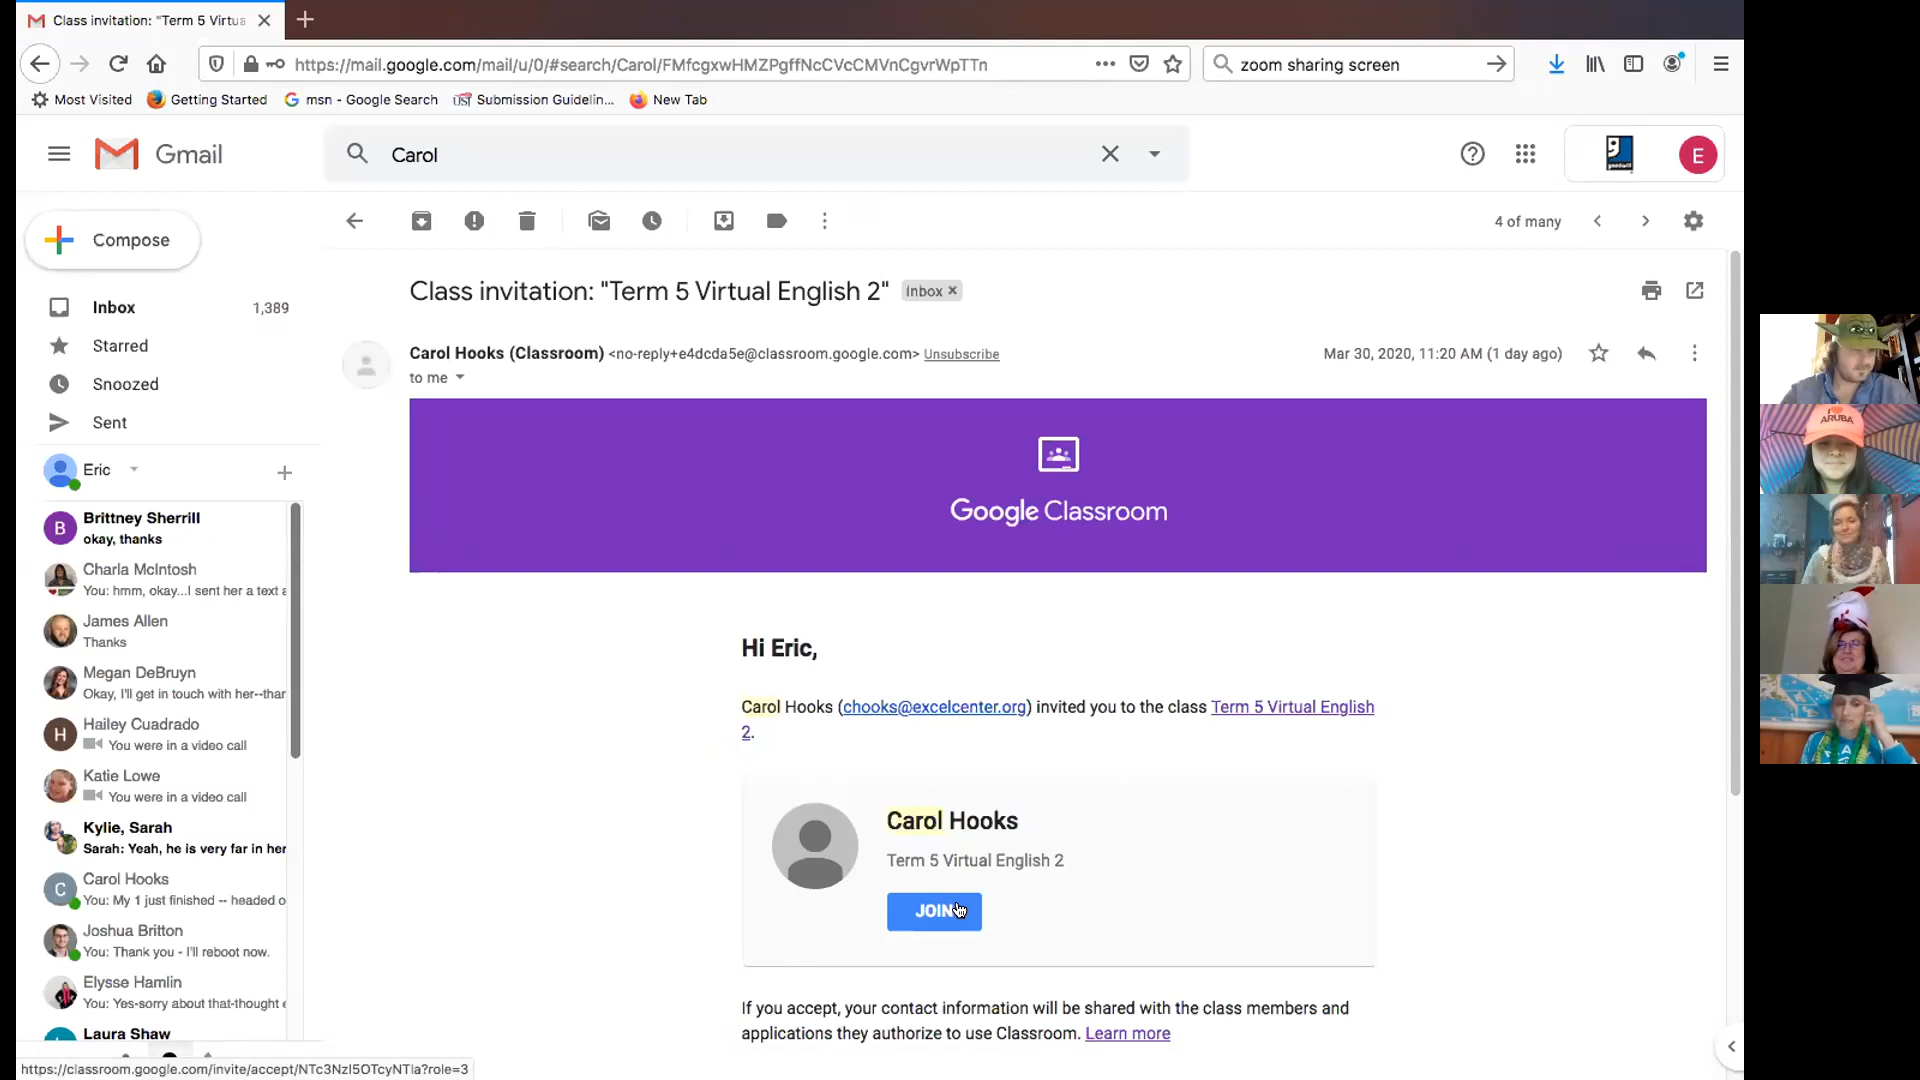 Class invitation: "Term 5 Virtua
https://mail.google.com/mail/u/0/#search/Carol/FMfcgxwHMZPgffNcCVcCMVnCgvrWpTTn
zoom sharing screen
Most Visited
Getting Started
msn - Google Search
Submission Guidelin...
New Tab
Gmail
Carol
E
Compose
4 of many
Class invitation: "Term 5 Virtual English 2"
Inbox ×
Inbox 1,389
Starred
Snoozed
Sent
Carol Hooks (Classroom) <no-reply+e4dcda5e@classroom.google.com> Unsubscribe
Mar 30, 2020, 11:20 AM (1 day ago)
to me
Google Classroom
Hi Eric,
Carol Hooks (chooks@excelcenter.org) invited you to the class Term 5 Virtual English
2.
Carol Hooks
Term 5 Virtual English 2
JOIN
If you accept, your contact information will be shared with the class members and
applications they authorize to use Classroom. Learn more
Eric
B
Brittney Sherrill
okay, thanks
Charla McIntosh
You: hmm, okay...I sent her a text a
James Allen
Thanks
Megan DeBruyn
Okay, I'll get in touch with her--thar
H
Hailey Cuadrado
You were in a video call
Katie Lowe
You were in a video call
Kylie, Sarah
Sarah: Yeah, he is very far in her
C
Carol Hooks
You: My 1 just finished -- headed o
Joshua Britton
You: Thank you - I'll reboot now.
Elysse Hamlin
You: Yes-sorry about that-thought e
Laura Shaw
https://classroom.google.com/invite/accept/NTc3NzI5OTcyNTIa?role=3
I ♥
ARUBA